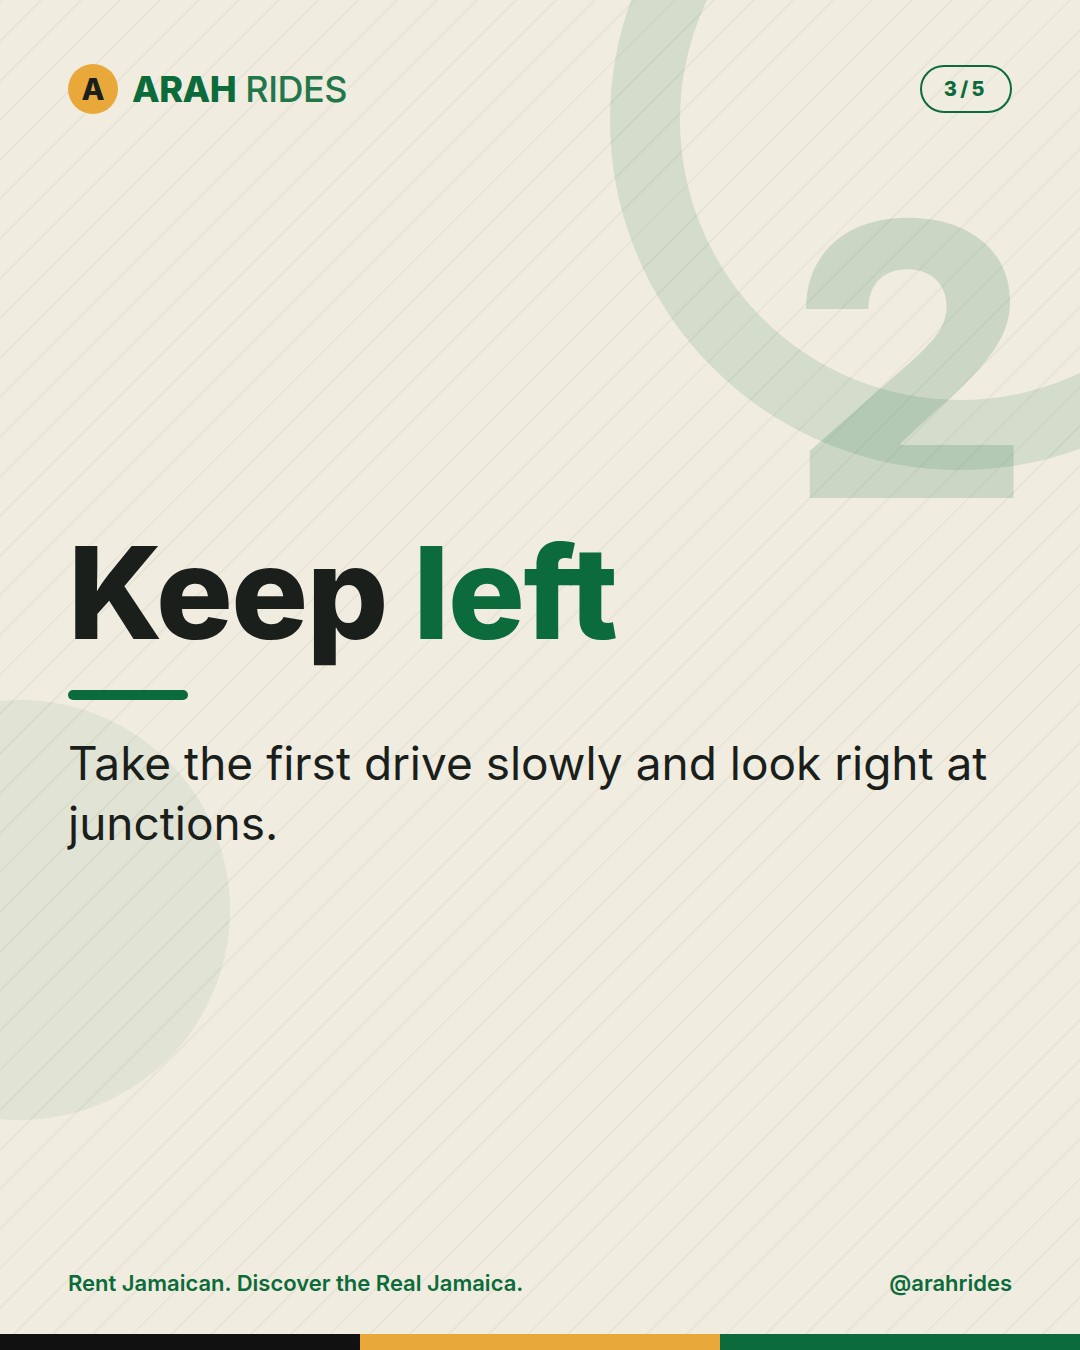 A ARAH RIDES
3/5
2
Keep left
Take the first drive slowly and look right at
junctions.
Rent Jamaican. Discover the Real Jamaica.
@arahrides